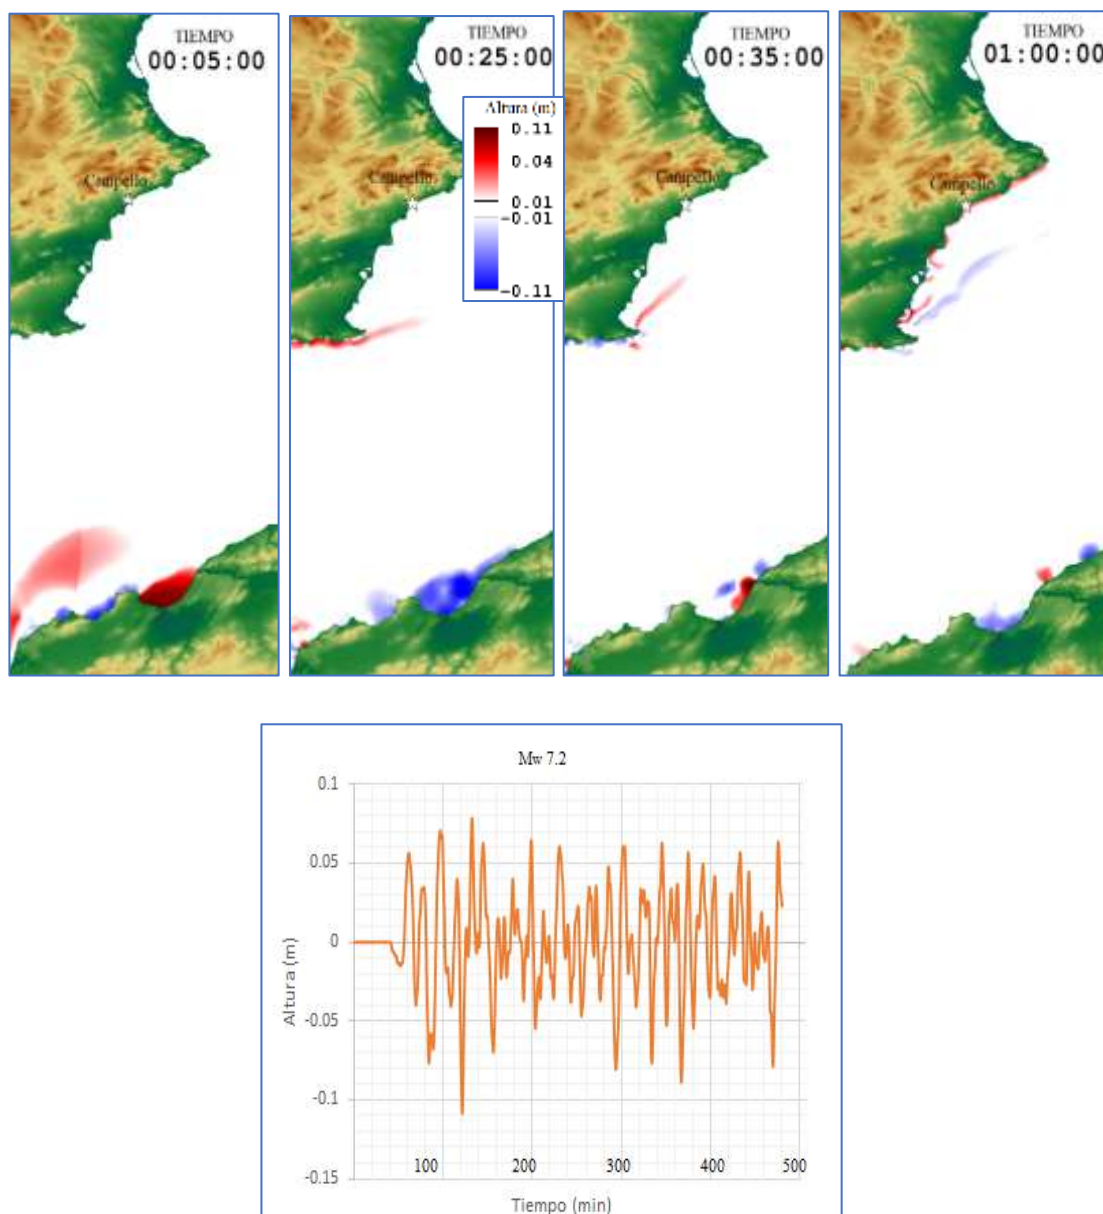 TIEMPO
00:05:00
Campello
TIEMPO
00:25:00
Campello
Altura (m)
0.11
0.04
0.01
-0.01
-0.11
TIEMPO
00:35:00
Campello
TIEMPO
01:00:00
Campello
Mw 7.2
0.1
0.05
0
-0.05
-0.1
-0.15
Altura (m)
100 200 300 400 500
Tiempo (min)